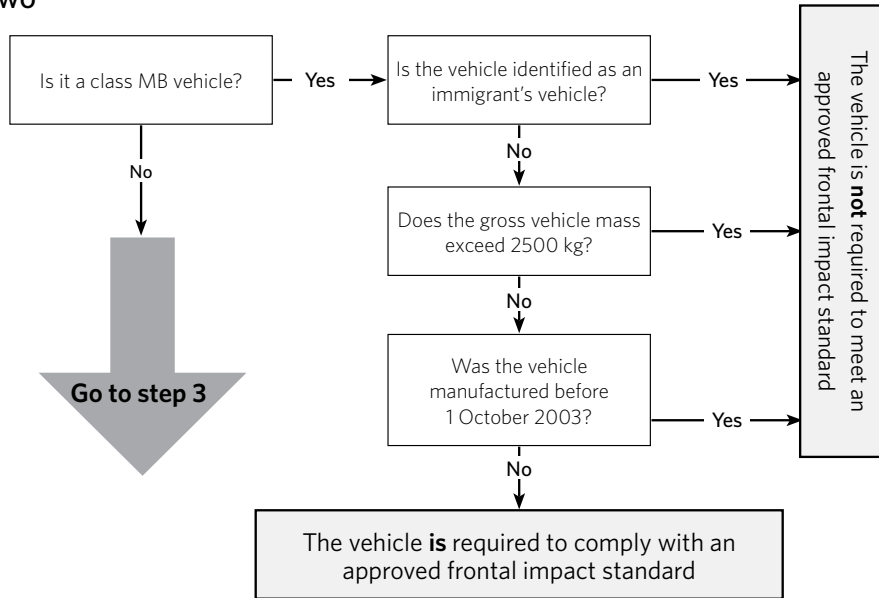 Is it a class MB vehicle?
Yes
Is the vehicle identified as an
immigrant's vehicle?
Yes
No
No
Does the gross vehicle mass
exceed 2500 kg?
Yes
No
Go to step 3
Was the vehicle
manufactured before
1 October 2003?
Yes
No
The vehicle is not required to meet an
approved frontal impact standard
The vehicle is required to comply with an
approved frontal impact standard